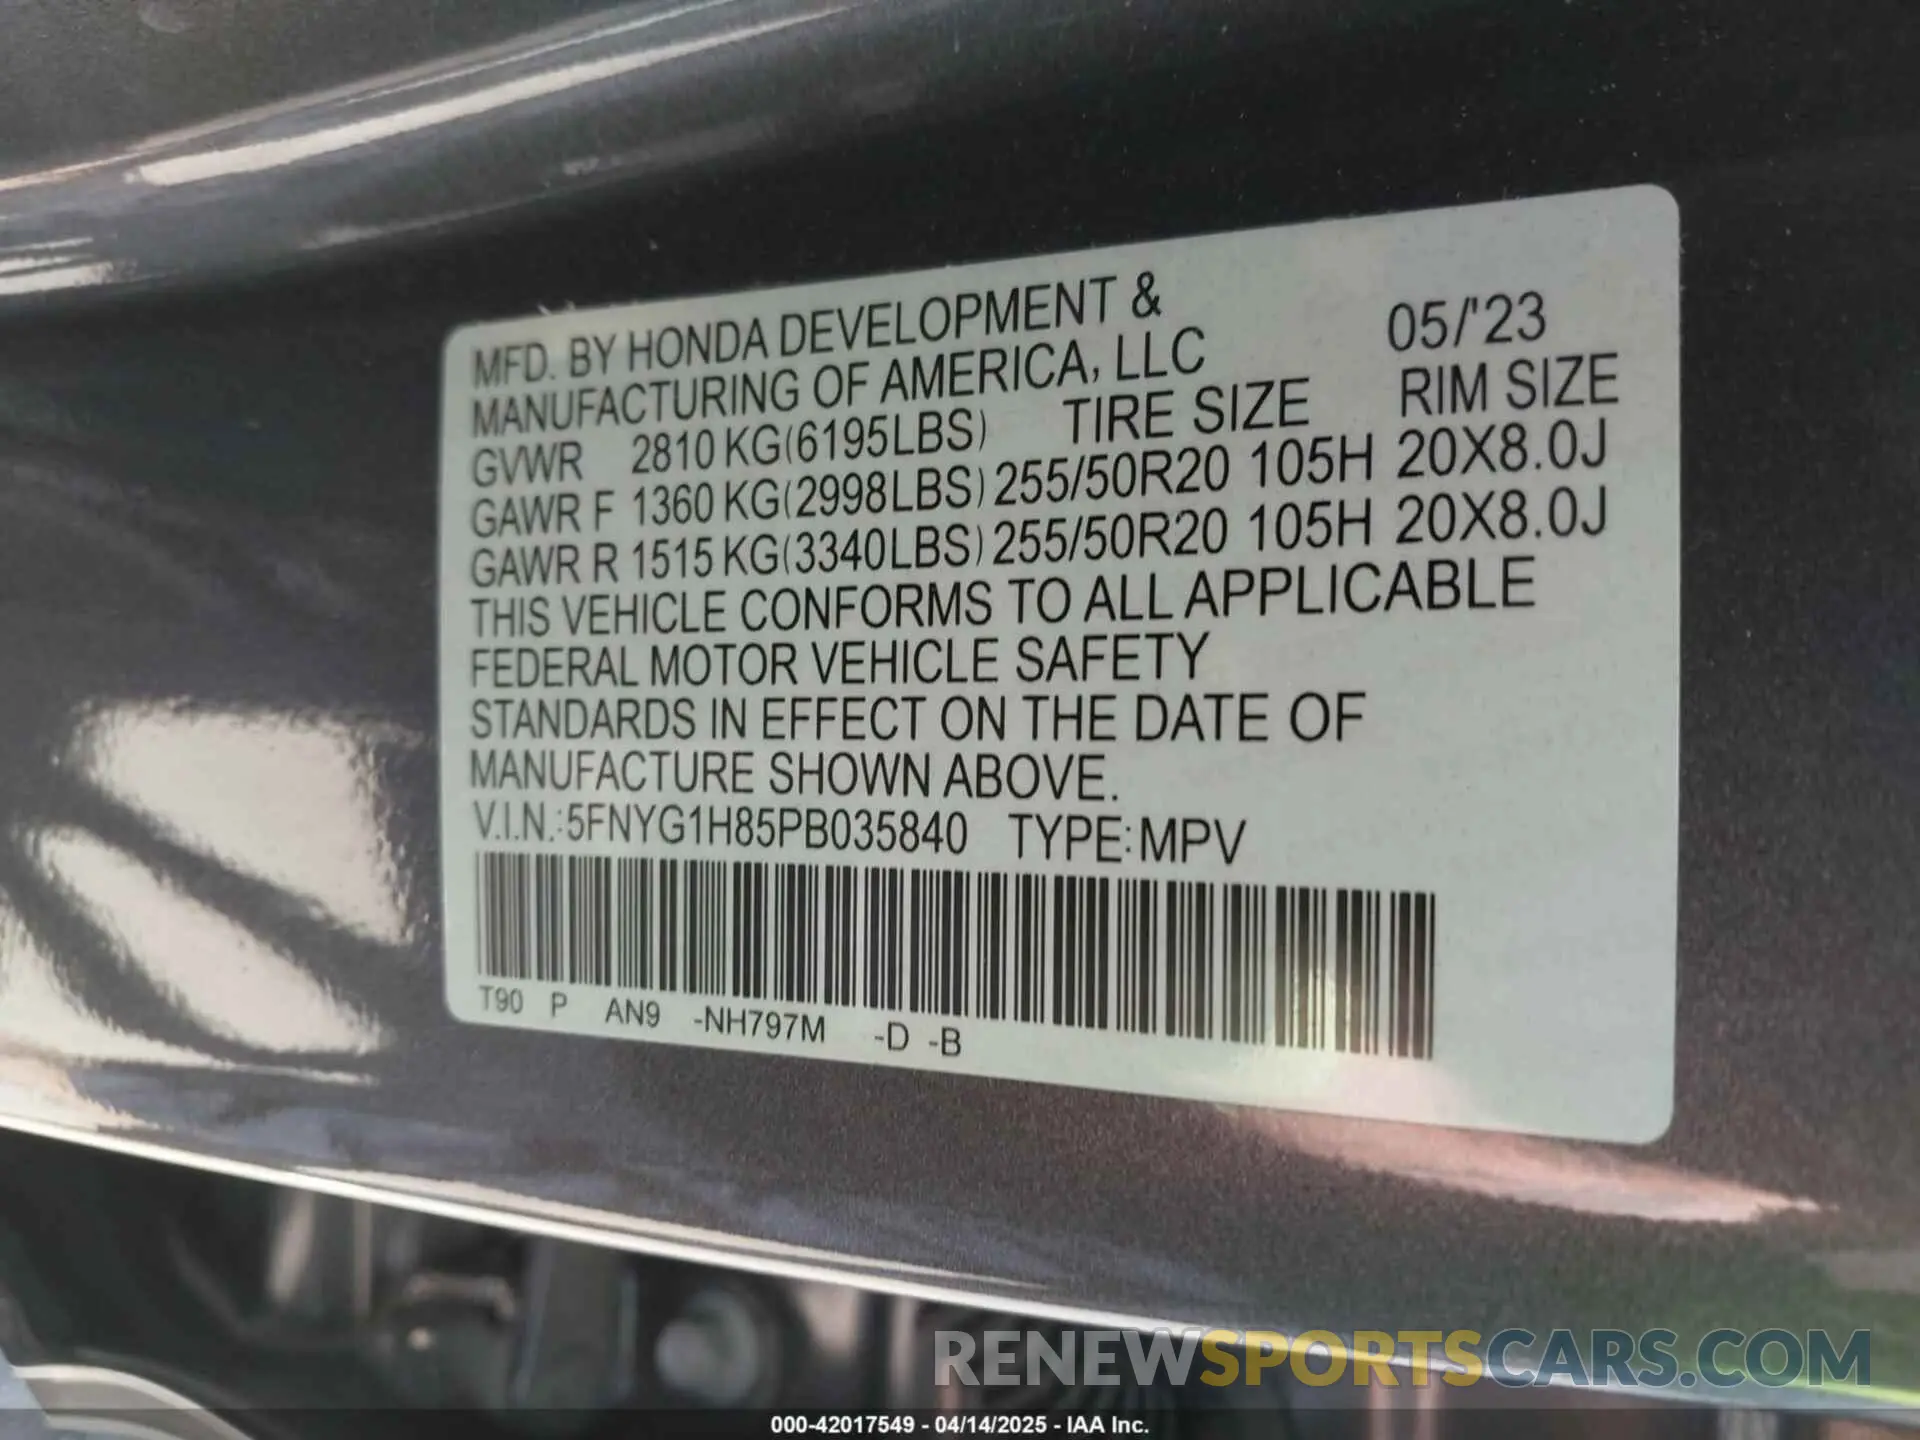 MFD. BY HONDA DEVELOPMENT & 05/'23
MANUFACTURING OF AMERICA, LLC
GVWR 2810 KG(6195LBS) TIRE SIZE RIM SIZE
GAWR F 1360 KG(2998LBS) 255/50R20 105H 20X8.0J
GAWR R 1515 KG(3340LBS) 255/50R20 105H 20X8.0J
THIS VEHICLE CONFORMS TO ALL APPLICABLE
FEDERAL MOTOR VEHICLE SAFETY
STANDARDS IN EFFECT ON THE DATE OF
MANUFACTURE SHOWN ABOVE.
V.I.N.:5FNYG1H85PB035840 TYPE:MPV
T90 P AN9 -NH797M -D -B
RENEWSPORTSCARS.COM
000-42017549 - 04/14/2025 - IAA Inc.